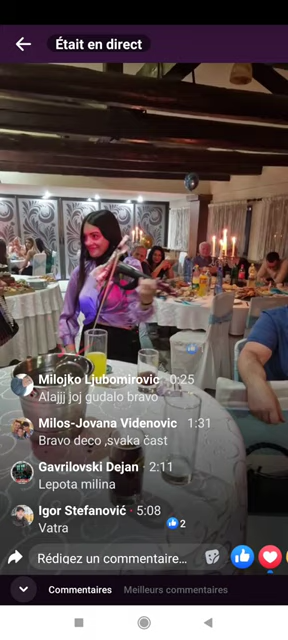 Était en direct
Milojko Ljubomirovic · 0:25
Alajjj joj gudalo bravo
Milos-Jovana Videnovic · 1:31
Bravo deco ,svaka čast
Gavrilovski Dejan · 2:11
Lepota milina
Igor Stefanović · 5:08
Vatra
2
Rédigez un commentaire...
Commentaires Meilleurs commentaires